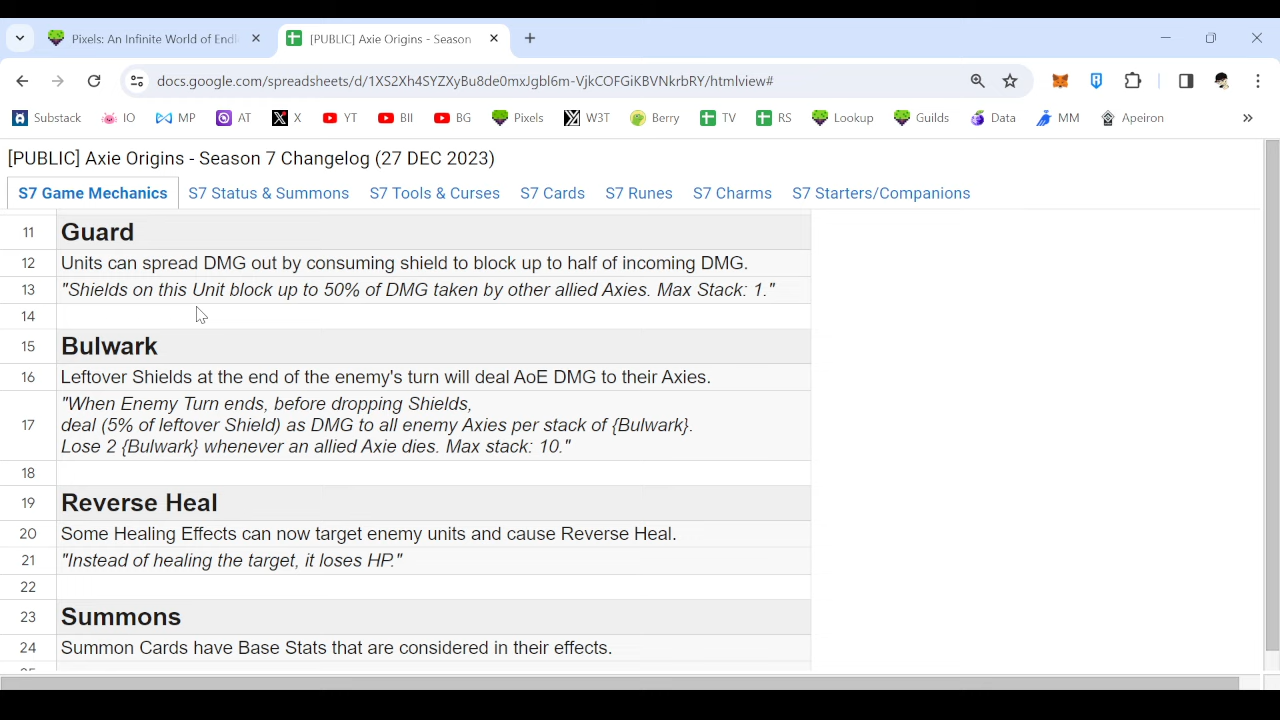 Pixels: An Infinite World of Endl
[PUBLIC] Axie Origins - Season
docs.google.com/spreadsheets/d/1XS2Xh4SYZXyBu8de0mxJgbl6m-VjkCOFGiKBVNkrbRY/htmlview#
Substack IO MP AT X YT BII BG Pixels W3T Berry TV RS Lookup Guilds Data MM Apeiron
[PUBLIC] Axie Origins - Season 7 Changelog (27 DEC 2023)
S7 Game Mechanics S7 Status & Summons S7 Tools & Curses S7 Cards S7 Runes S7 Charms S7 Starters/Companions
11 Guard
12 Units can spread DMG out by consuming shield to block up to half of incoming DMG.
13 "Shields on this Unit block up to 50% of DMG taken by other allied Axies. Max Stack: 1."
14
15 Bulwark
16 Leftover Shields at the end of the enemy's turn will deal AoE DMG to their Axies.
"When Enemy Turn ends, before dropping Shields,
17 deal (5% of leftover Shield) as DMG to all enemy Axies per stack of {Bulwark}.
Lose 2 {Bulwark} whenever an allied Axie dies. Max stack: 10."
18
19 Reverse Heal
20 Some Healing Effects can now target enemy units and cause Reverse Heal.
21 "Instead of healing the target, it loses HP."
22
23 Summons
24 Summon Cards have Base Stats that are considered in their effects.